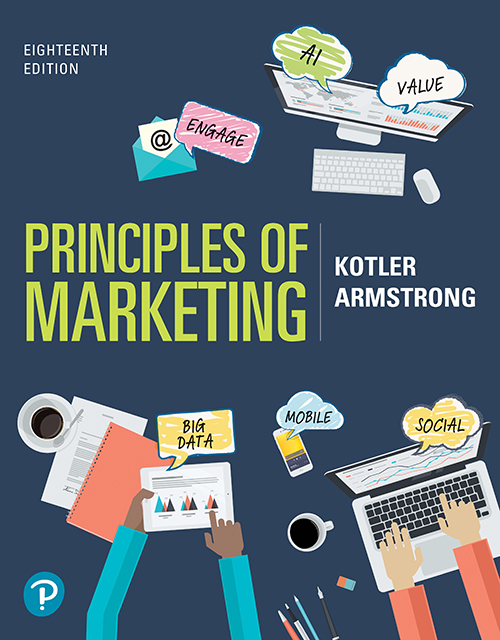 EIGHTEENTH
EDITION
AI
VALUE
@
ENGAGE
PRINCIPLES OF
MARKETING
KOTLER
ARMSTRONG
BIG
DATA
MOBILE
SOCIAL
P